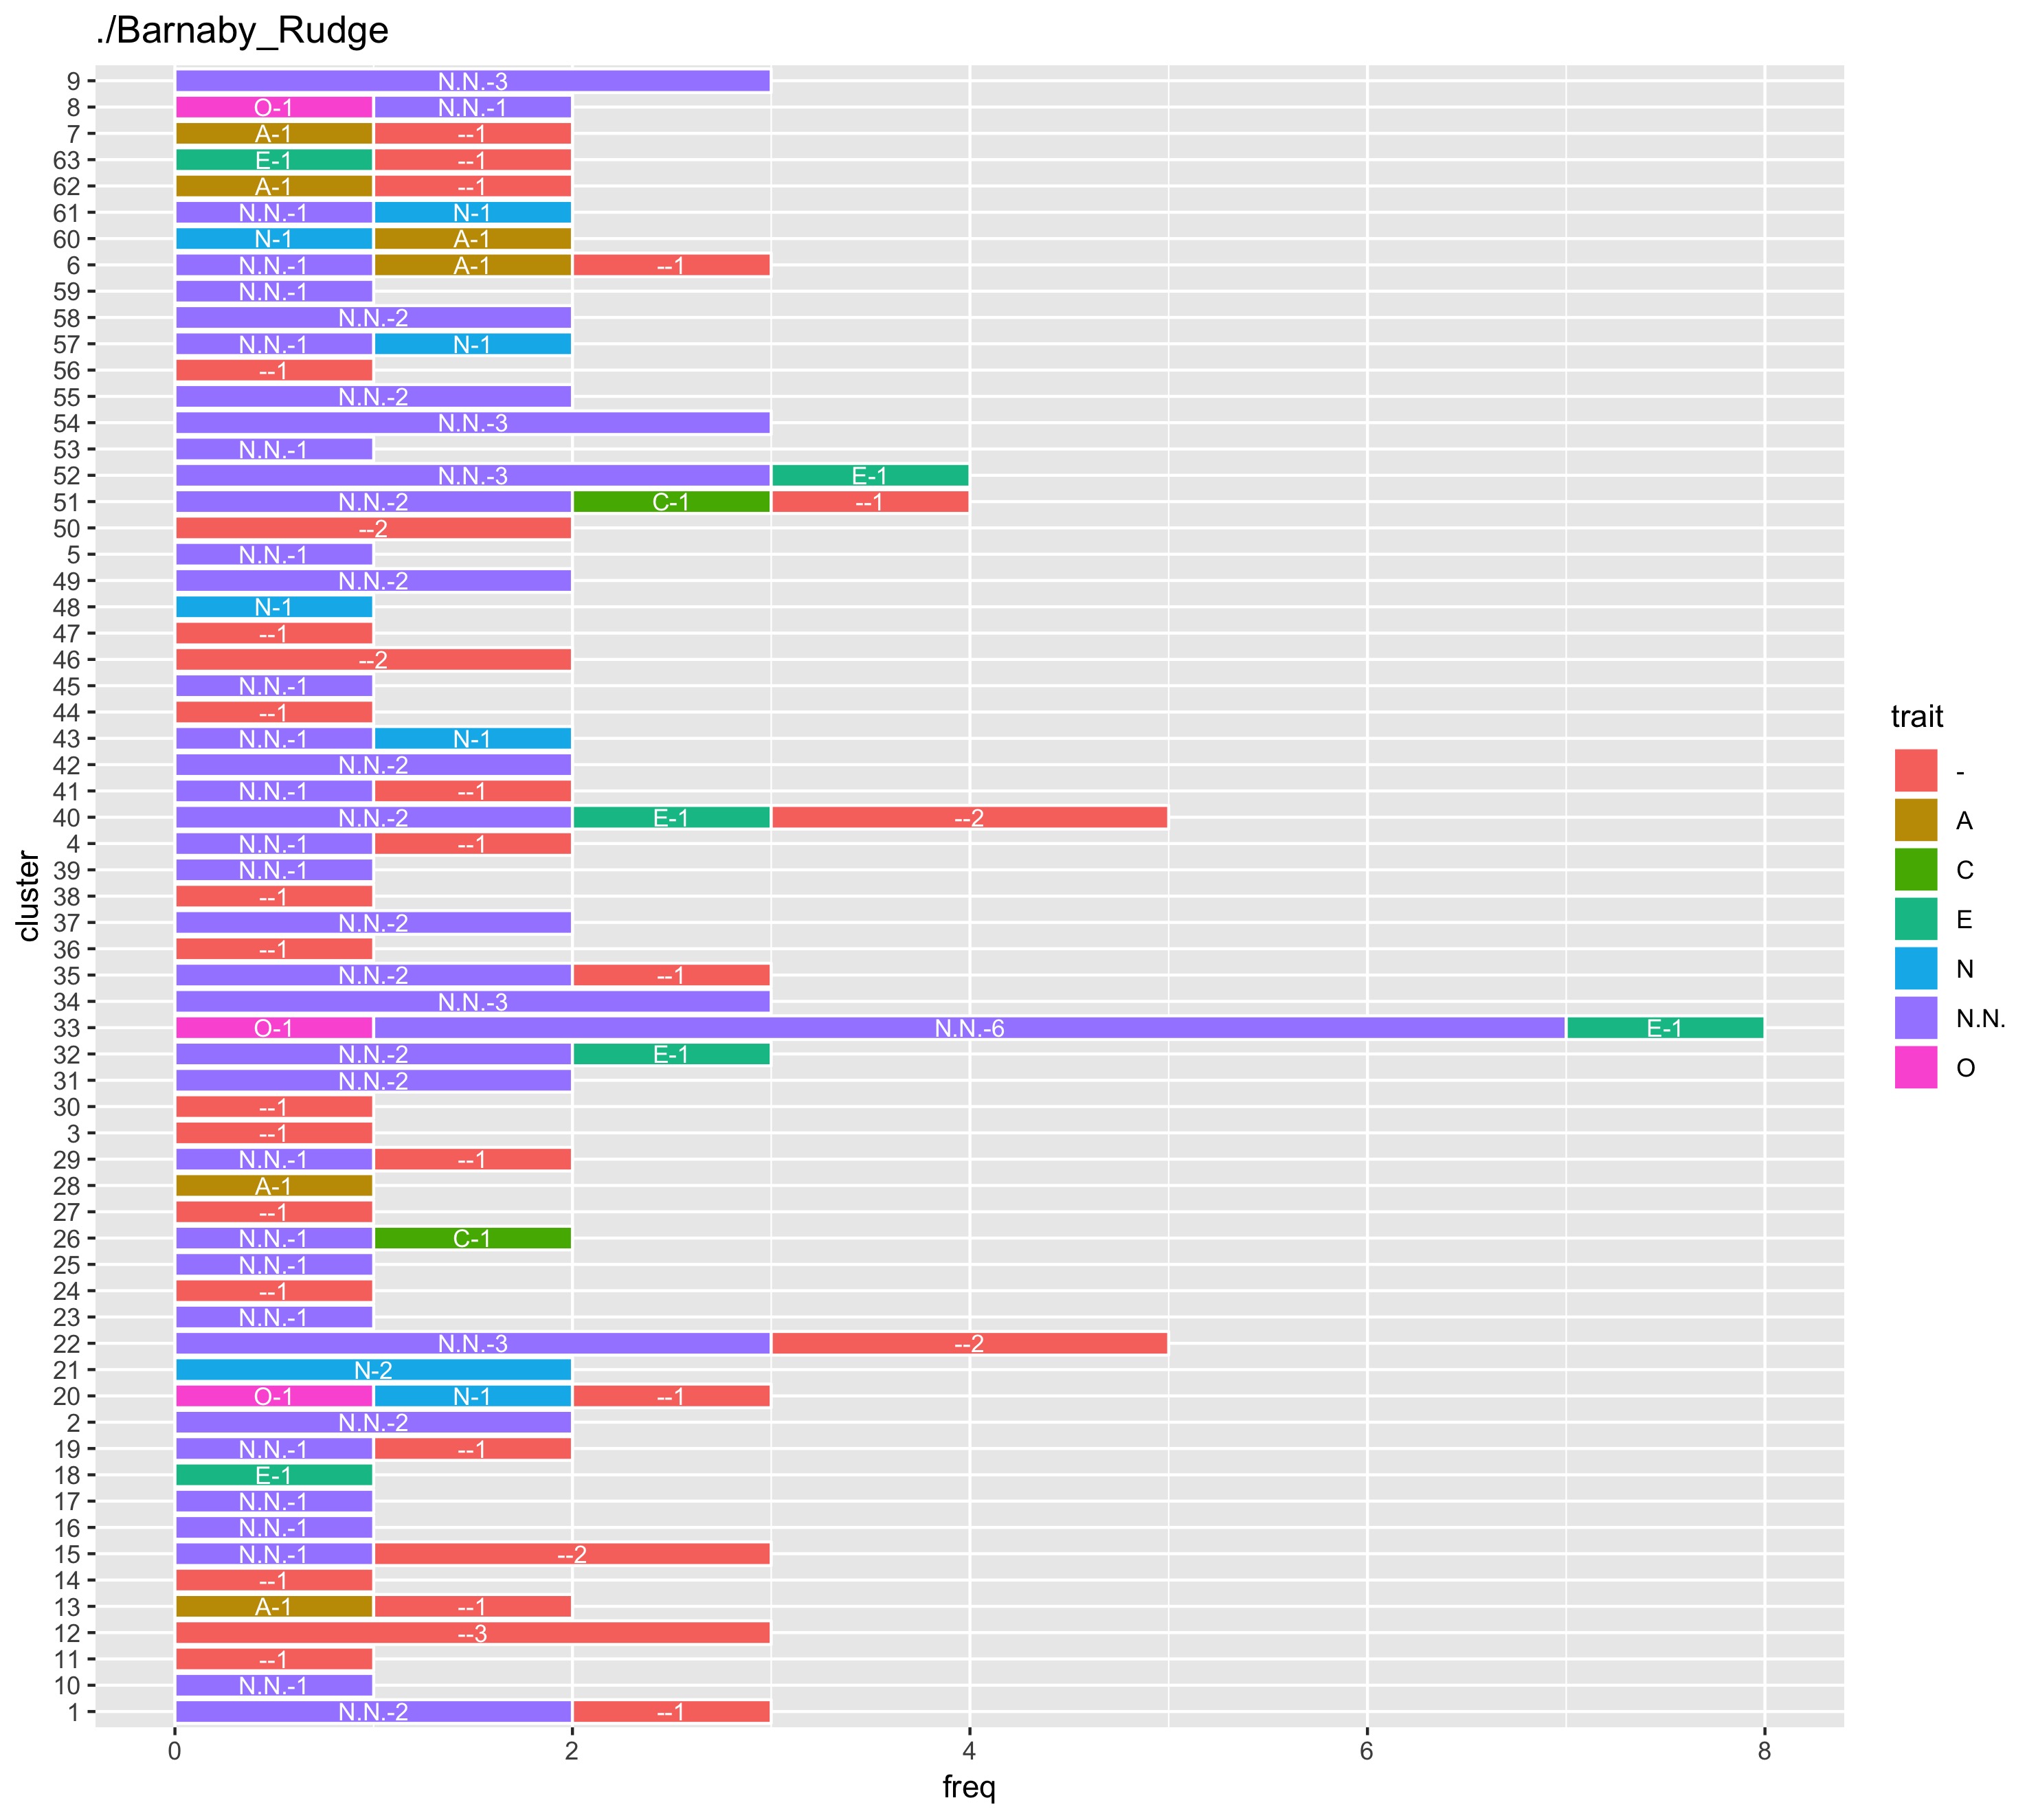 ./Barnaby_Rudge
9 N.N.-3
8 O-1 N.N.-1
7 A-1 --1
63 E-1 --1
62 A-1 --1
61 N.N.-1 N-1
60 N-1 A-1
6 N.N.-1 A-1 --1
59 N.N.-1
58 N.N.-2
57 N.N.-1 N-1
56 --1
55 N.N.-2
54 N.N.-3
53 N.N.-1
52 N.N.-3 E-1
51 N.N.-2 C-1 --1
50 --2
5 N.N.-1
49 N.N.-2
48 N-1
47 --1
46 --2
45 N.N.-1
44 --1
43 N.N.-1 N-1
42 N.N.-2
41 N.N.-1 --1
40 N.N.-2 E-1 --2
4 N.N.-1 --1
39 N.N.-1
38 --1
37 N.N.-2
36 --1
35 N.N.-2 --1
34 N.N.-3
33 O-1 N.N.-6 E-1
32 N.N.-2 E-1
31 N.N.-2
30 --1
3 --1
29 N.N.-1 --1
28 A-1
27 --1
26 N.N.-1 C-1
25 N.N.-1
24 --1
23 N.N.-1
22 N.N.-3 --2
21 N-2
20 O-1 N-1 --1
2 N.N.-2
19 N.N.-1 --1
18 E-1
17 N.N.-1
16 N.N.-1
15 N.N.-1 --2
14 --1
13 A-1 --1
12 --3
11 --1
10 N.N.-1
1 N.N.-2 --1
0 2 4 6 8
freq
cluster
trait
-
A
C
E
N
N.N.
O